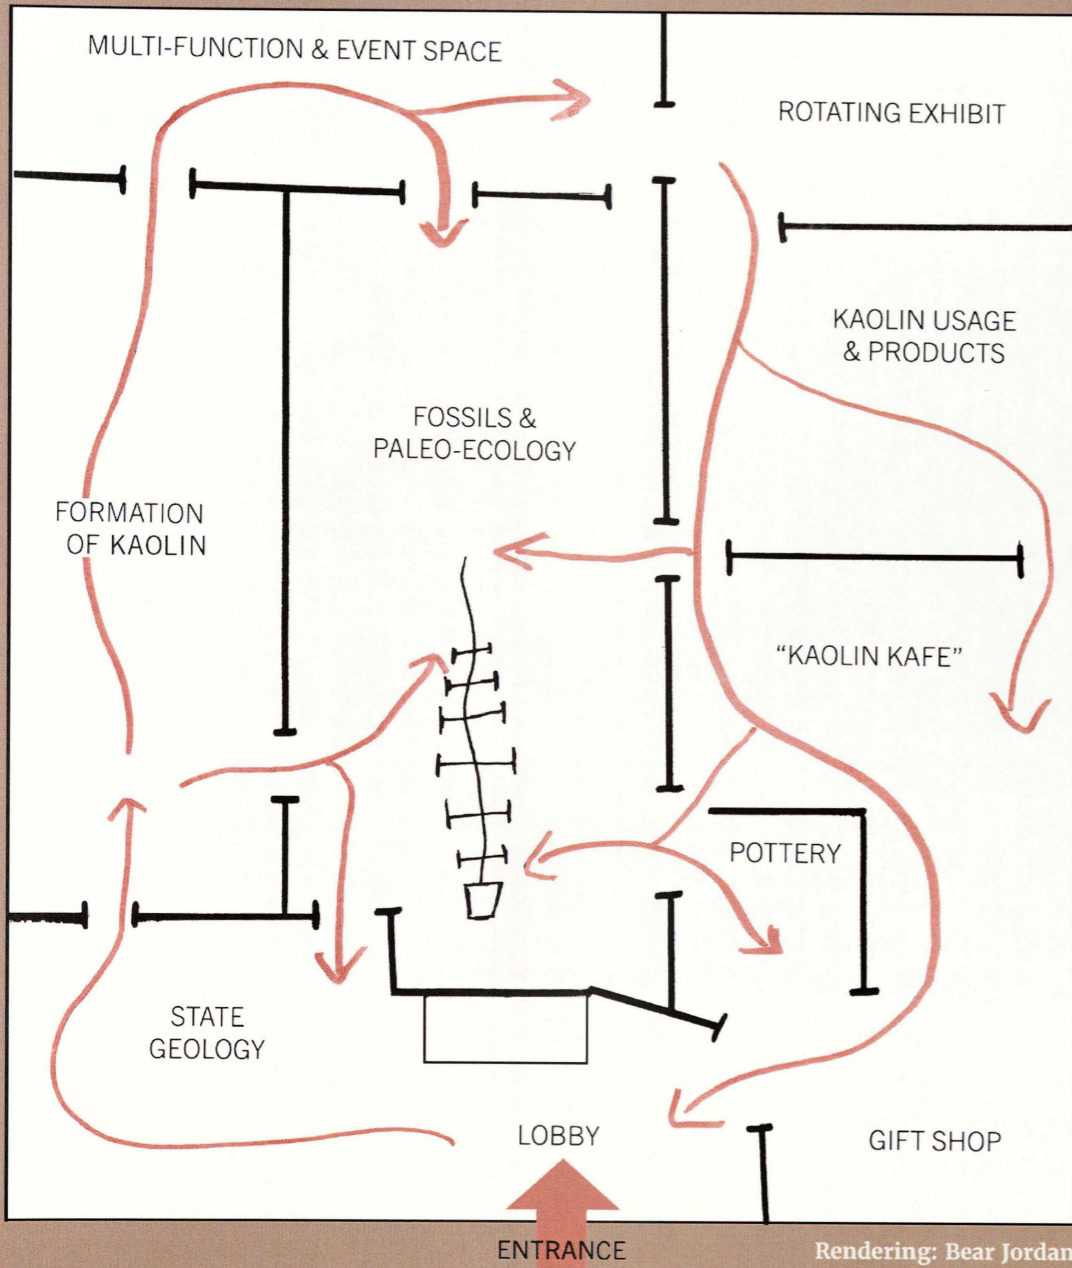 MULTI-FUNCTION & EVENT SPACE
ROTATING EXHIBIT
KAOLIN USAGE
& PRODUCTS
FOSSILS &
PALEO-ECOLOGY
FORMATION
OF KAOLIN
“KAOLIN KAFE”
POTTERY
STATE
GEOLOGY
LOBBY
GIFT SHOP
ENTRANCE
Rendering: Bear Jordan